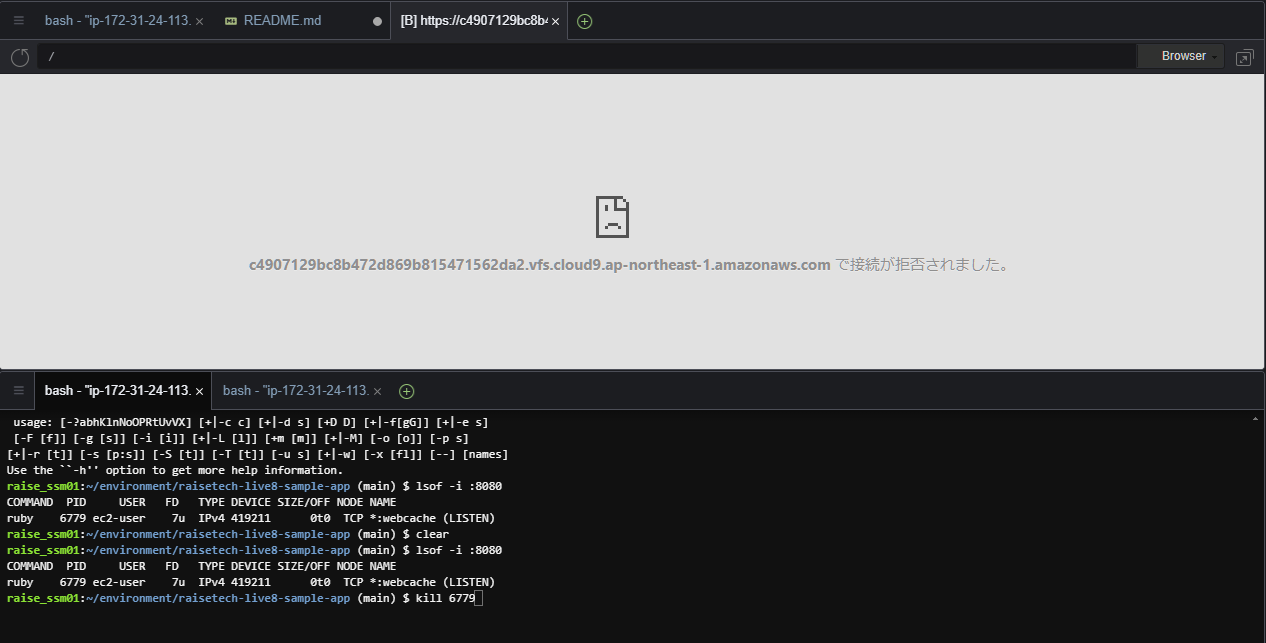 bash - "ip-172-31-24-113. × README.md [B] https://c4907129bc8b4 ×
/ Browser
c4907129bc8b472d869b815471562da2.vfs.cloud9.ap-northeast-1.amazonaws.com で接続が拒否されました。
bash - "ip-172-31-24-113. × bash - "ip-172-31-24-113. ×
usage: [-?abhKlnNoOPRtUvVX] [+|-c c] [+|-d s] [+D D] [+|-f[gG]] [+|-e s]
[-F [f]] [-g [s]] [-i [i]] [+|-L [l]] [+m [m]] [+|-M] [-o [o]] [-p s]
[+|-r [t]] [-s [p:s]] [-S [t]] [-T [t]] [-u s] [+|-w] [-x [fl]] [--] [names]
Use the ``-h'' option to get more help information.
raise_ssm01:~/environment/raisetech-live8-sample-app (main) $ lsof -i :8080
COMMAND PID USER FD TYPE DEVICE SIZE/OFF NODE NAME
ruby 6779 ec2-user 7u IPv4 419211 0t0 TCP *:webcache (LISTEN)
raise_ssm01:~/environment/raisetech-live8-sample-app (main) $ clear
raise_ssm01:~/environment/raisetech-live8-sample-app (main) $ lsof -i :8080
COMMAND PID USER FD TYPE DEVICE SIZE/OFF NODE NAME
ruby 6779 ec2-user 7u IPv4 419211 0t0 TCP *:webcache (LISTEN)
raise_ssm01:~/environment/raisetech-live8-sample-app (main) $ kill 6779